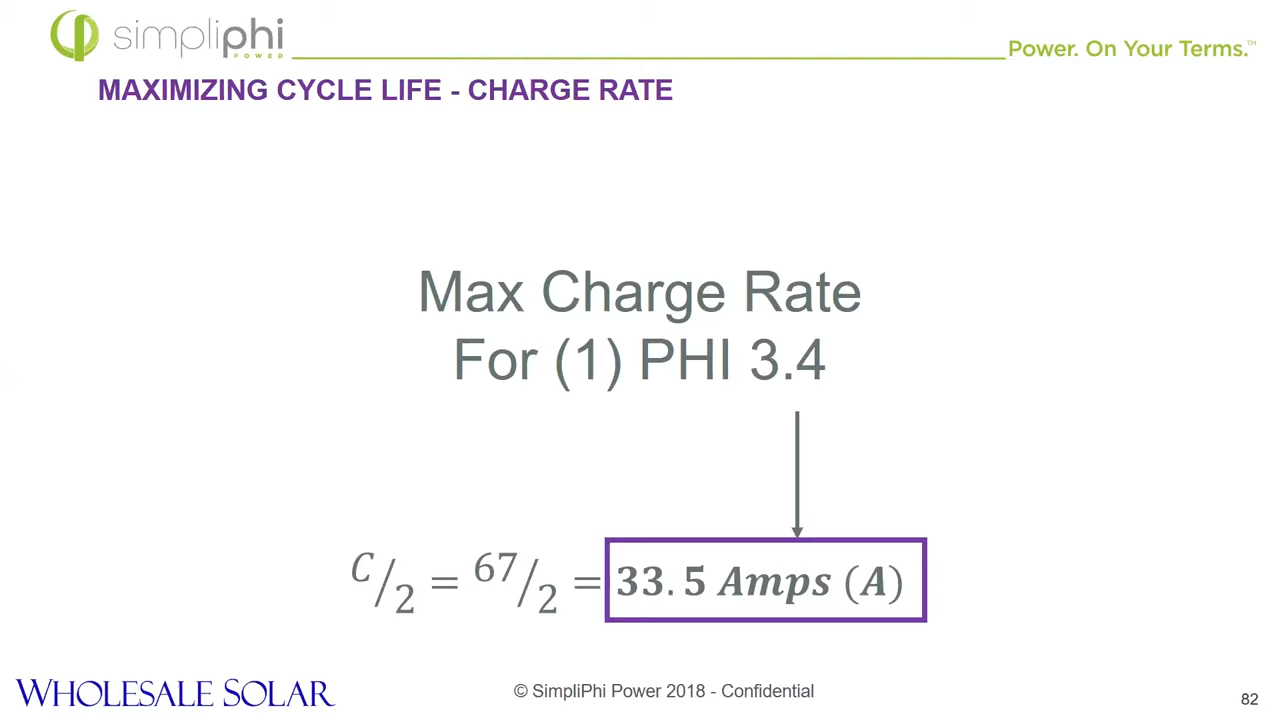 simpliphi
POWER
Power. On Your Terms.™
MAXIMIZING CYCLE LIFE - CHARGE RATE
Max Charge Rate
For (1) PHI 3.4
C/2 = 67/2 = 33.5 Amps (A)
WHOLESALE SOLAR
© SimpliPhi Power 2018 - Confidential
82